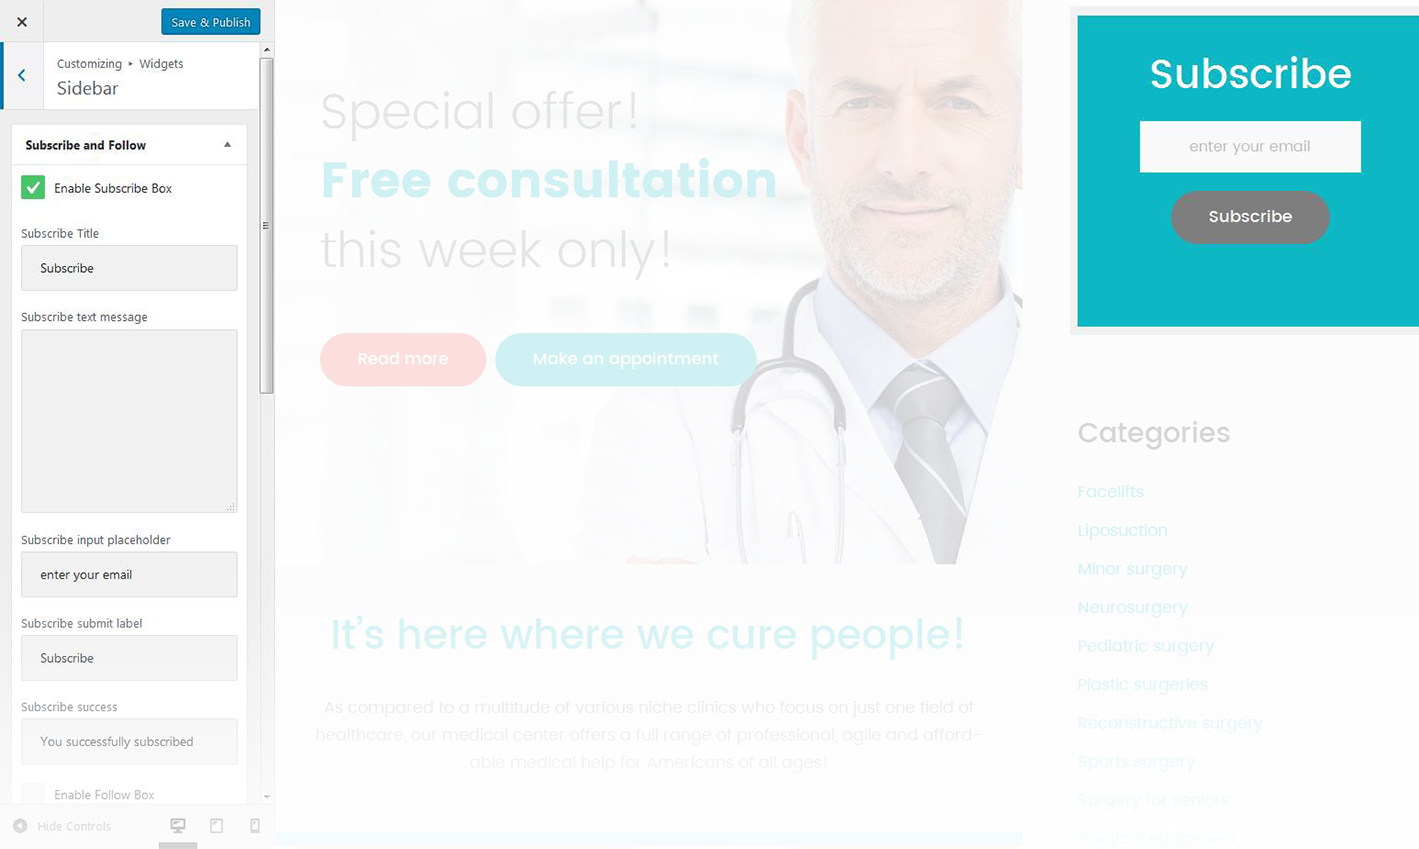 Save & Publish
Customizing ▸ Widgets
Sidebar
Subscribe and Follow
Enable Subscribe Box
Subscribe Title
Subscribe
Subscribe text message
Subscribe input placeholder
enter your email
Subscribe submit label
Subscribe
Subscribe success
You successfully subscribed
Enable Follow Box
Hide Controls
Special offer!
Free consultation
this week only!
Read more
Make an appointment
It's here where we cure people!
As compared to a multitude of various niche clinics who focus on just one field of
healthcare, our medical center offers a full range of professional, agile and afford-
able medical help for Americans of all ages!
Subscribe
enter your email
Subscribe
Categories
Facelifts
Liposuction
Minor surgery
Neurosurgery
Pediatric surgery
Plastic surgeries
Reconstructive surgery
Sports surgery
Surgery for seniors
Surgical equipment